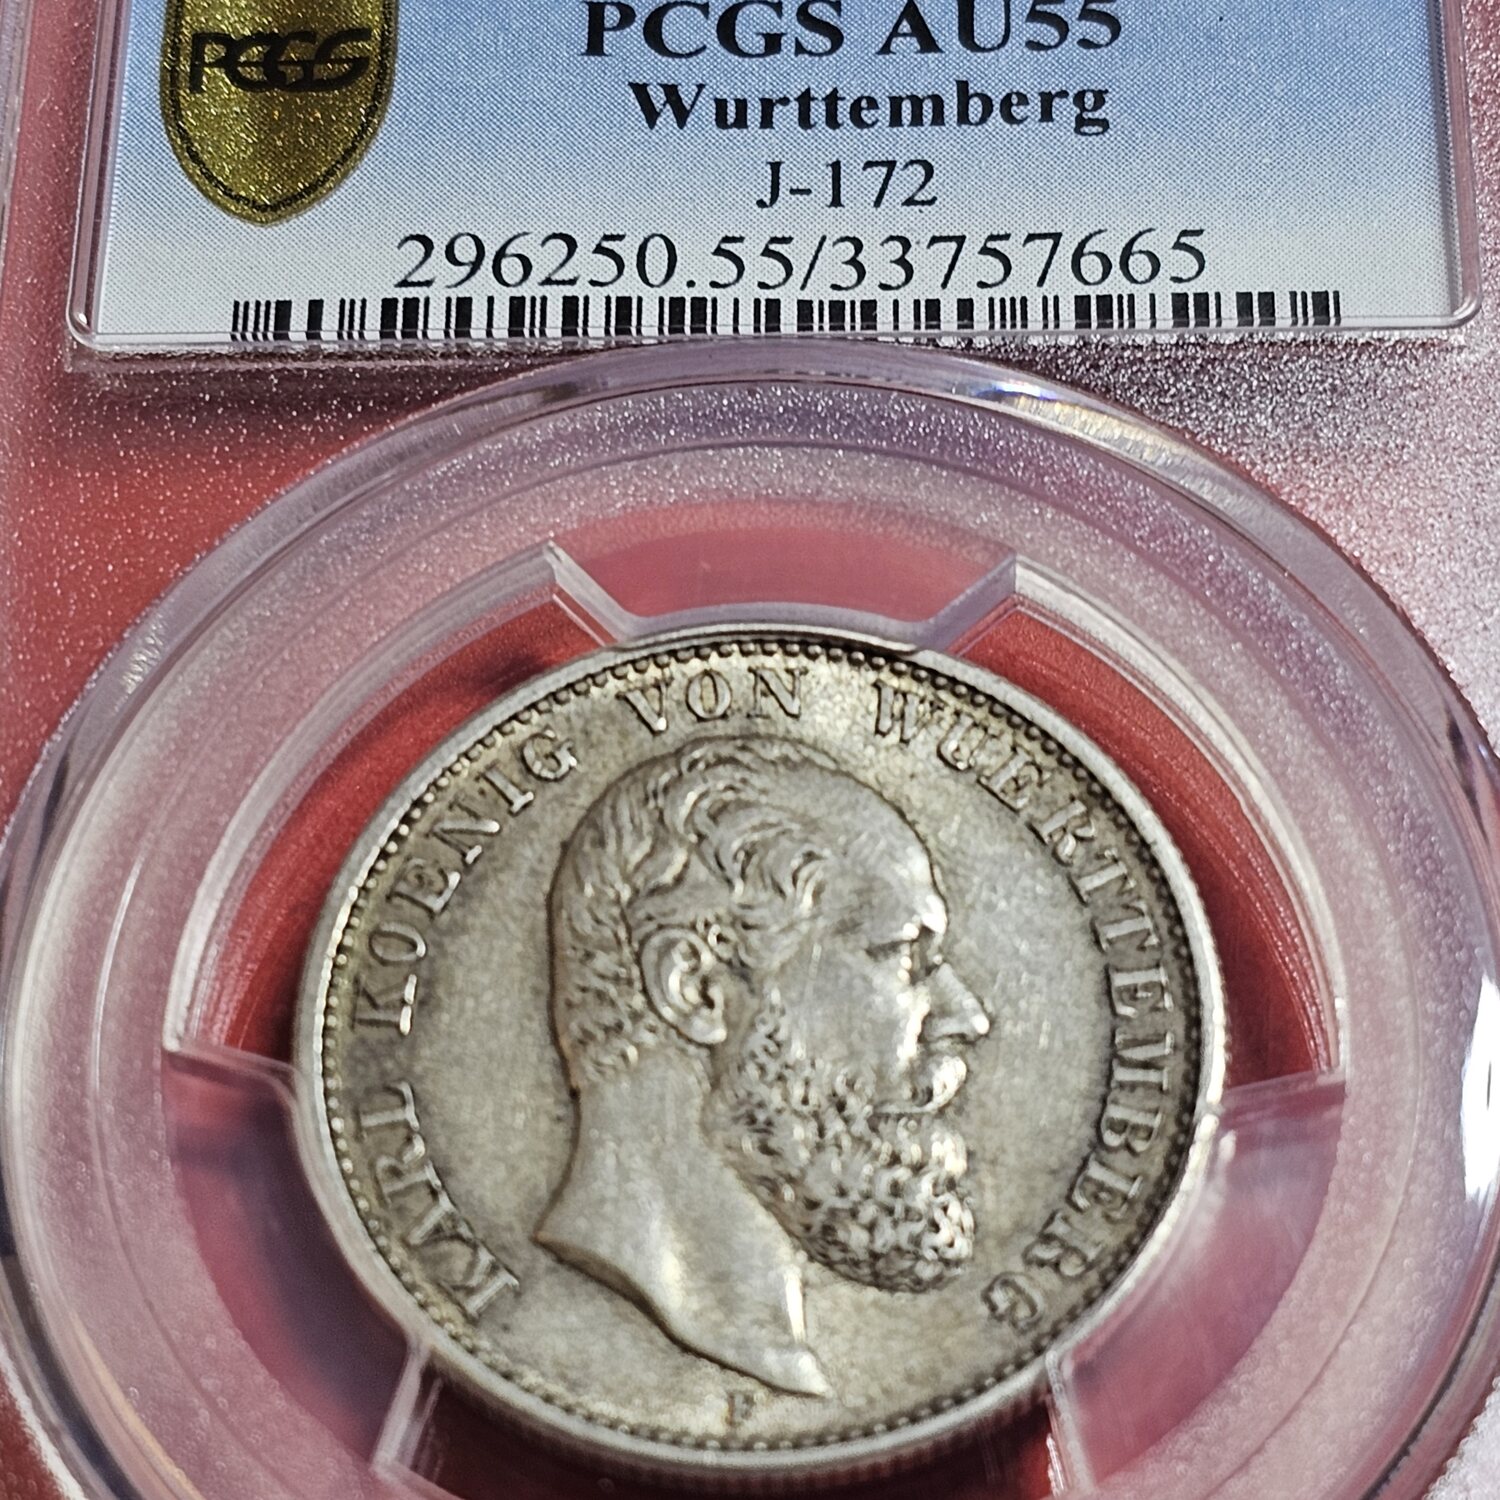 PCGS
PCGS AU55
Wurttemberg
J-172
296250.55/33757665
KARL KOENIG VON WUERTTEMBERG
F